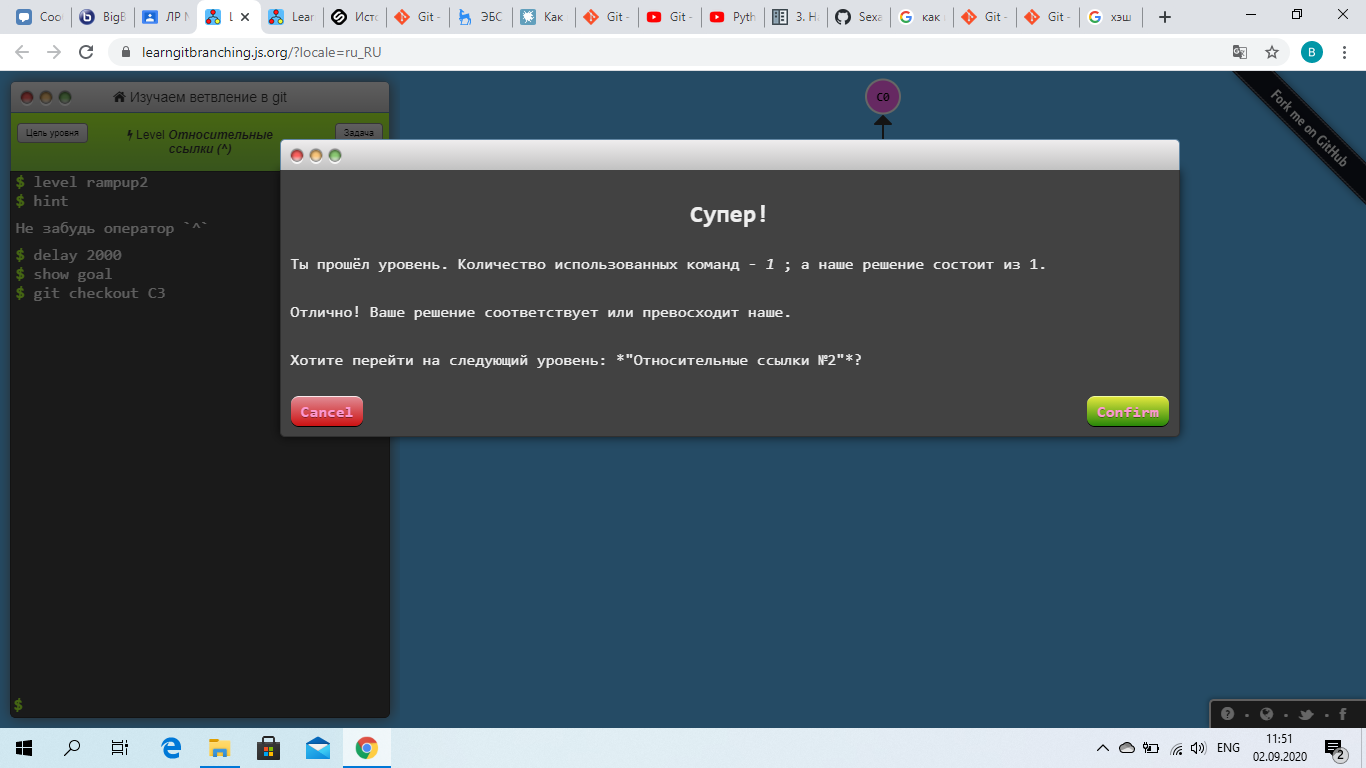 Coo
BigB
ЛР М
L
Lear
Исто
Git -
ЭБС
Как
Git -
Git -
Pyth
3. На
Sexa
как
Git -
Git -
хэш
learngitbranching.js.org/?locale=ru_RU
B
Изучаем ветвление в git
Цель уровня
Level Относительные
ссылки (^)
Задача
$ level rampup2
$ hint
Не забудь оператор `^`
$ delay 2000
$ show goal
$ git checkout C3
$
C0
Fork me on GitHub
Супер!
Ты прошёл уровень. Количество использованных команд - 1 ; а наше решение состоит из 1.
Отлично! Ваше решение соответствует или превосходит наше.
Хотите перейти на следующий уровень: *"Относительные ссылки №2"*?
Cancel
Confirm
ENG
11:51
02.09.2020
2